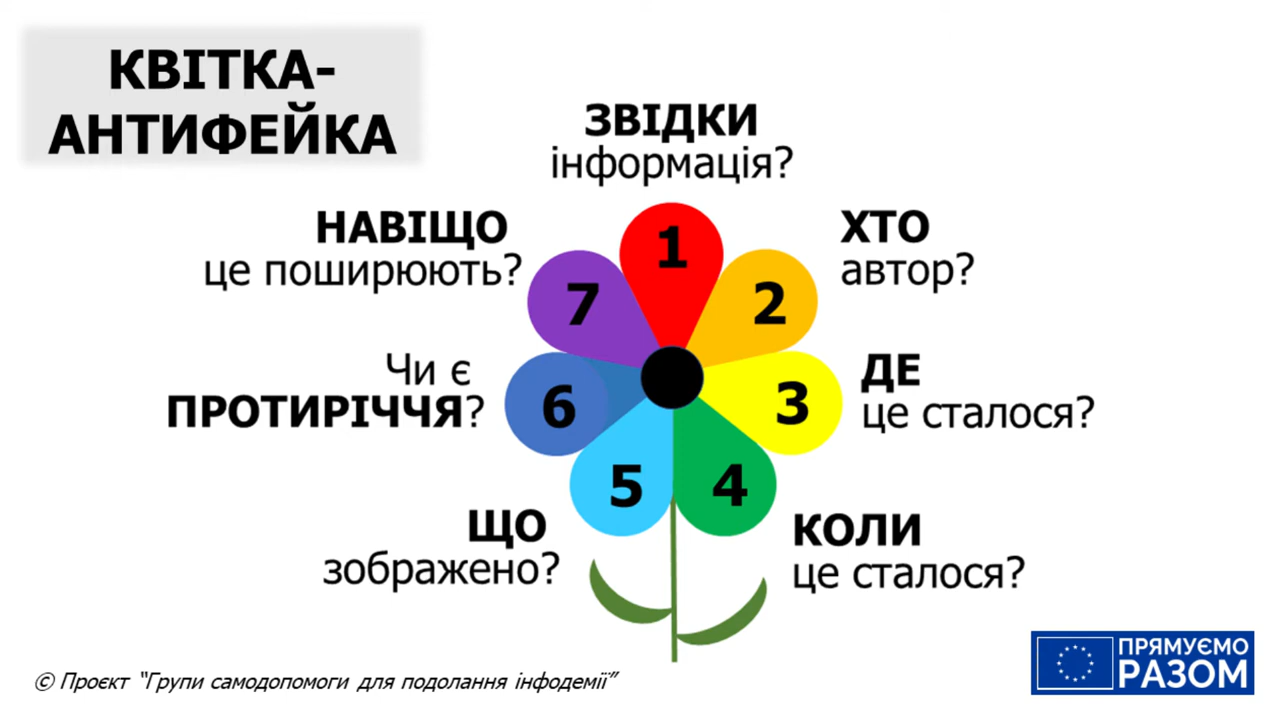 КВІТКА-
АНТИФЕЙКА
ЗВІДКИ
інформація?
1
ХТО
автор?
2
ДЕ
це сталося?
3
КОЛИ
це сталося?
4
ЩО
зображено?
5
Чи є
ПРОТИРІЧЧЯ?
6
НАВІЩО
це поширюють?
7
© Проєкт “Групи самодопомоги для подолання інфодемії”
ПРЯМУЄМО
РАЗОМ